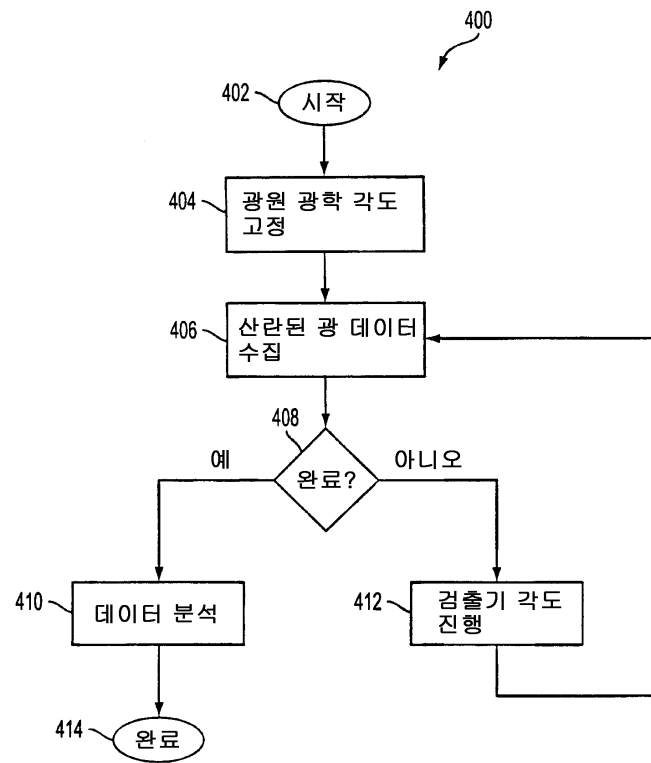 400
402
시작
404
광원 광학 각도
고정
406
산란된 광 데이터
수집
408
완료?
예
아니오
410
데이터 분석
412
검출기 각도
진행
414
완료